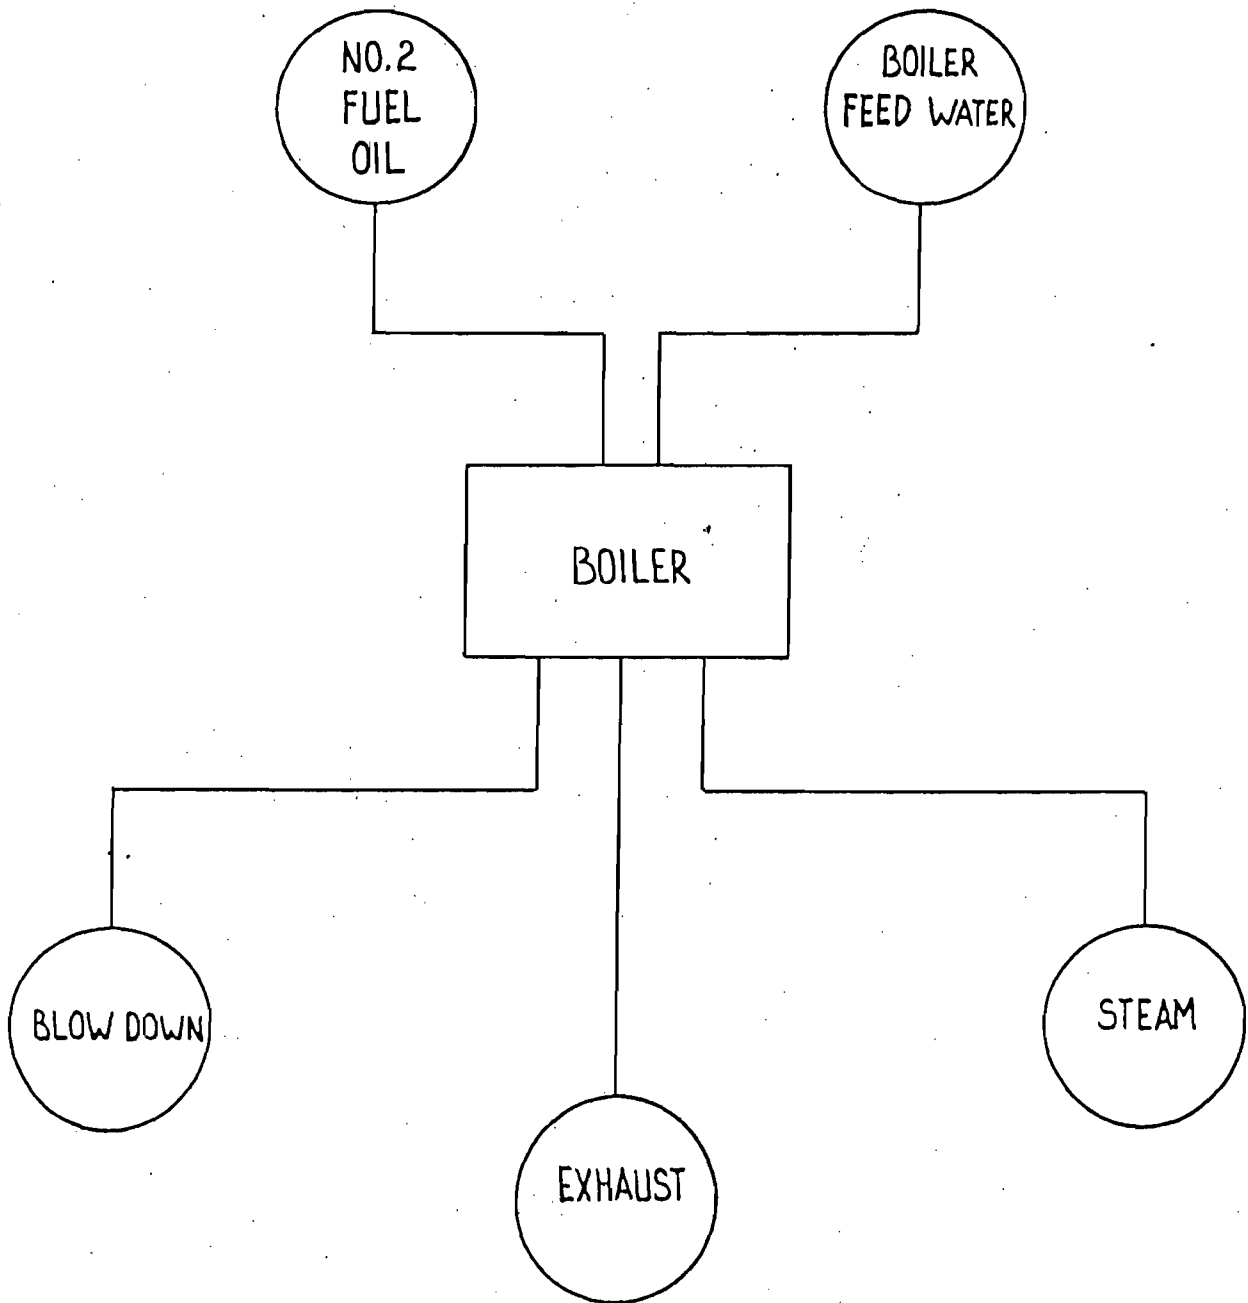 NO.2
FUEL
OIL
BOILER
FEED WATER
BOILER
BLOW DOWN
EXHAUST
STEAM